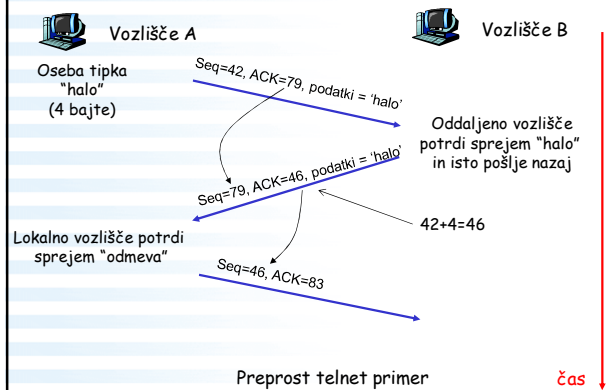 Vozlišče A
Vozlišče B
Oseba tipka
“halo”
(4 bajte)
Seq=42, ACK=79, podatki = ‘halo’
Oddaljeno vozlišče
potrdi sprejem “halo”
in isto pošlje nazaj
Seq=79, ACK=46, podatki = ‘halo’
42+4=46
Lokalno vozlišče potrdi
sprejem “odmeva”
Seq=46, ACK=83
Preprost telnet primer
čas